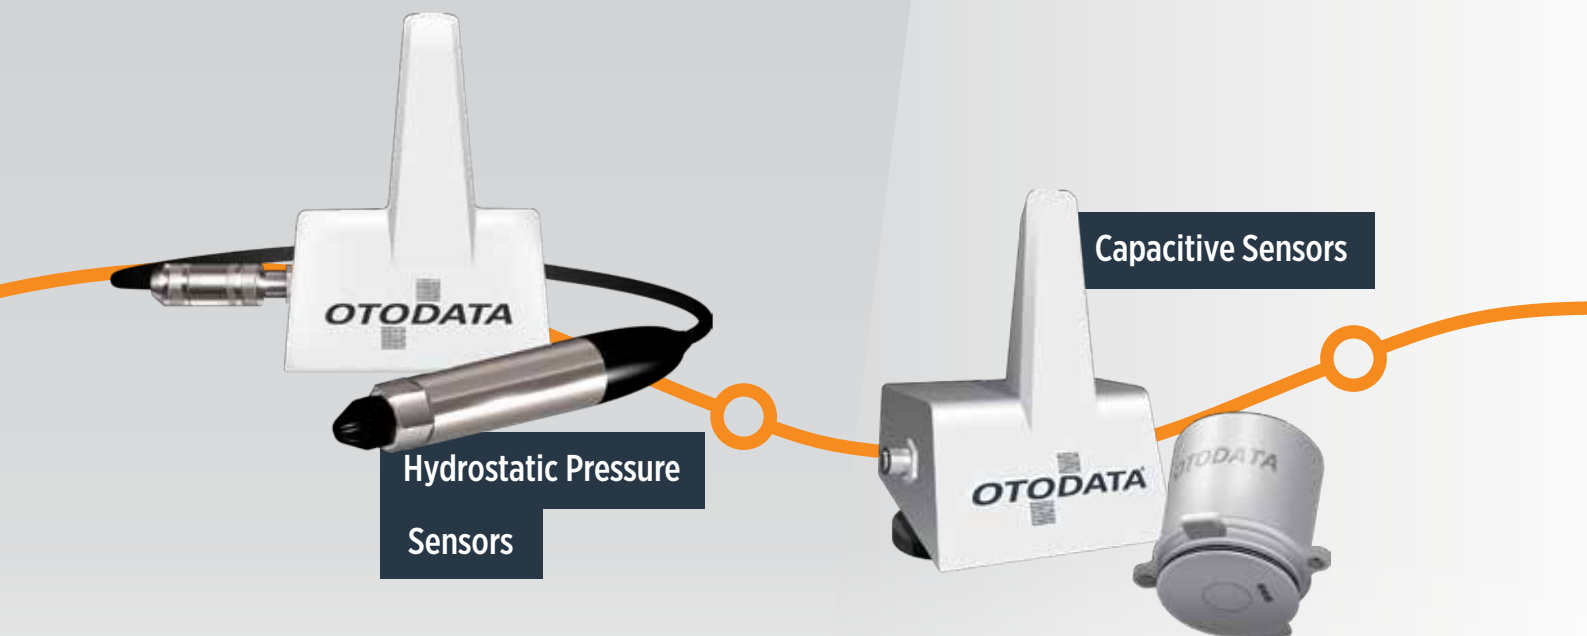 OTODATA
Hydrostatic Pressure
Sensors
Capacitive Sensors
OTODATA
OTODATA